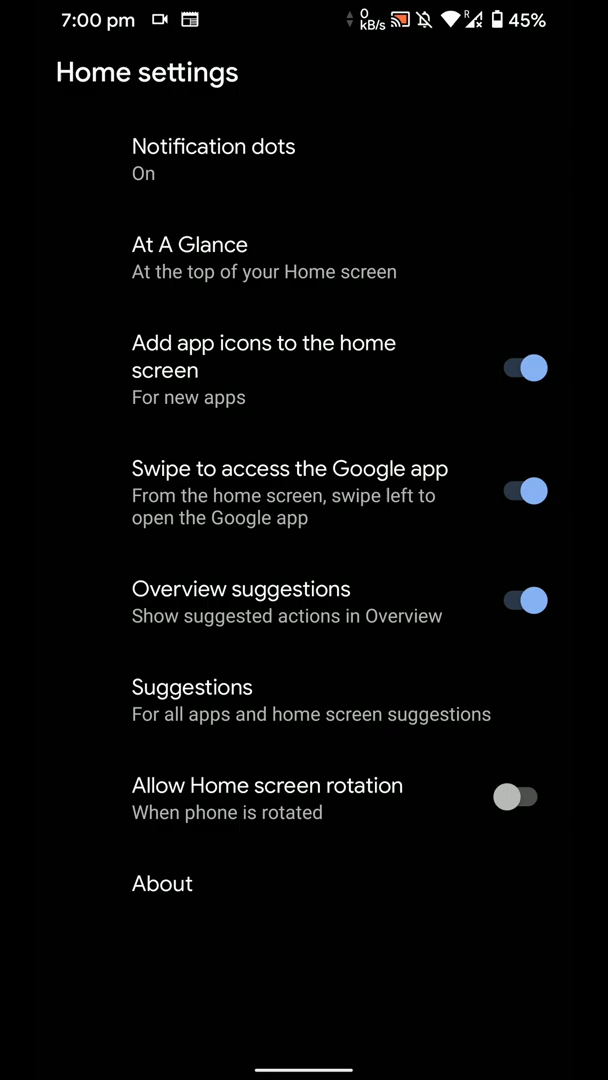 7:00 pm 0 R 45%
kB/s
Home settings
Notification dots
On
At A Glance
At the top of your Home screen
Add app icons to the home
screen
For new apps
Swipe to access the Google app
From the home screen, swipe left to
open the Google app
Overview suggestions
Show suggested actions in Overview
Suggestions
For all apps and home screen suggestions
Allow Home screen rotation
When phone is rotated
About